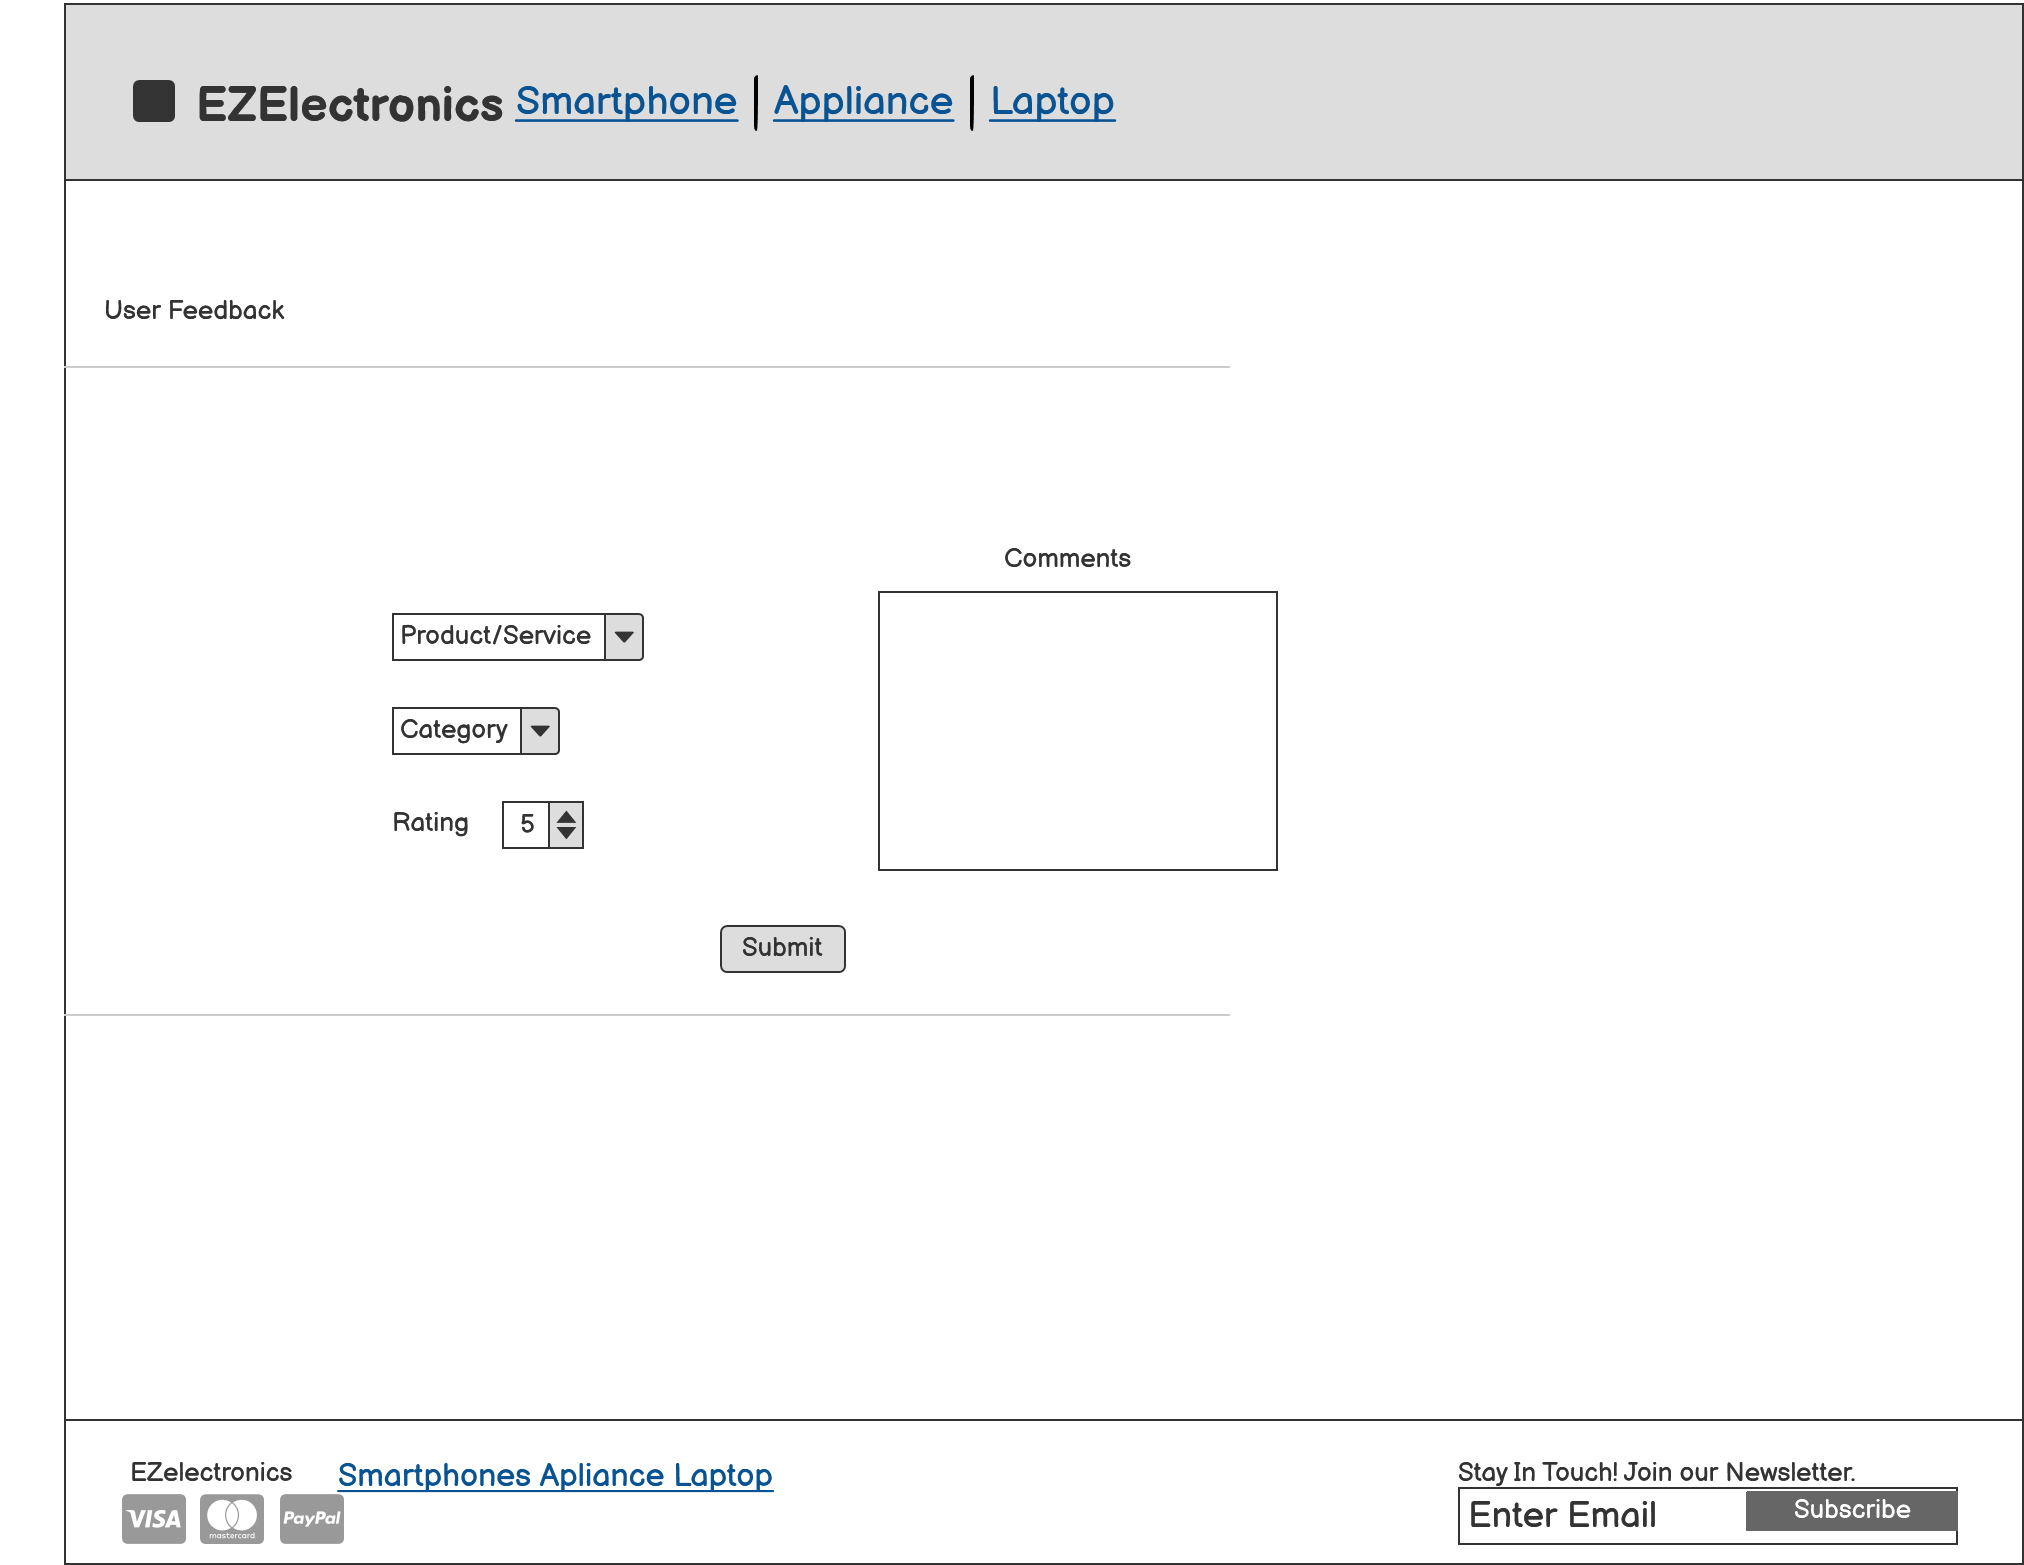 EZElectronics Smartphone Appliance Laptop
User Feedback
Comments
Product/Service
Category
Rating 5
Submit
EZelectronics Smartphones Apliance Laptop
VISA mastercard PayPal
Stay In Touch! Join our Newsletter.
Enter Email Subscribe